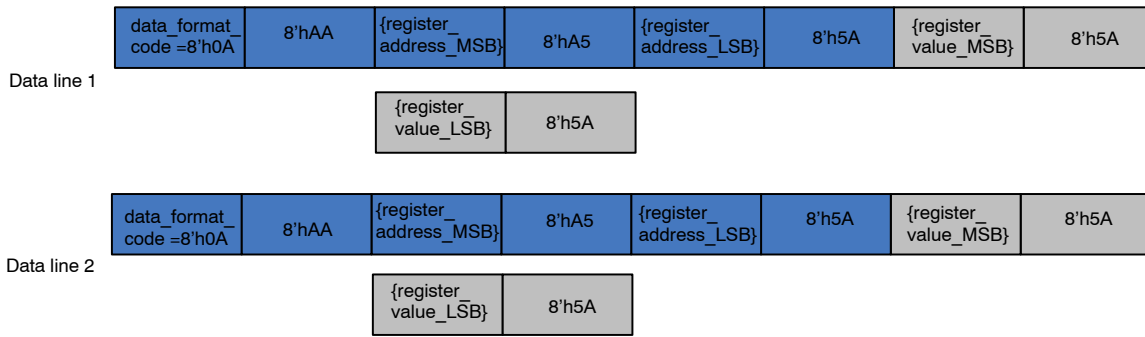 data_format_
code =8'h0A
8'hAA
{register_
address_MSB}
8'hA5
{register_
address_LSB}
8'h5A
{register_
value_MSB}
8'h5A
Data line 1
{register_
value_LSB}
8'h5A
data_format_
code =8'h0A
8'hAA
{register_
address_MSB}
8'hA5
{register_
address_LSB}
8'h5A
{register_
value_MSB}
8'h5A
Data line 2
{register_
value_LSB}
8'h5A